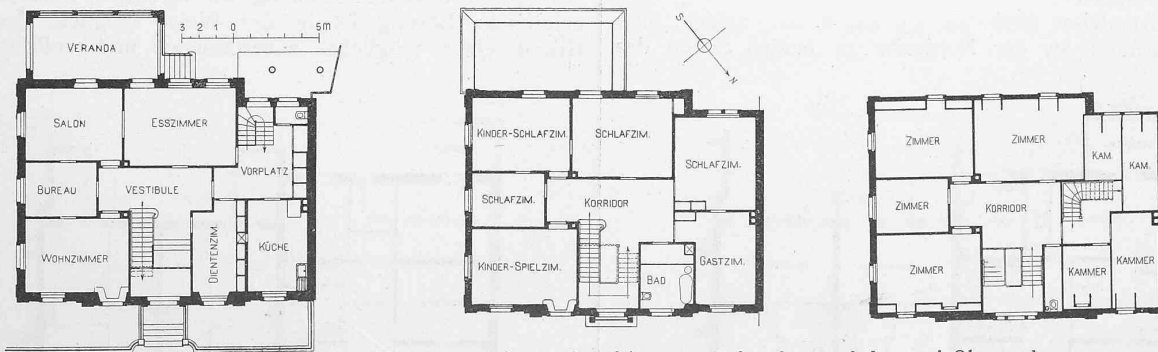 VERANDA
3 2 1 0 5m
SALON
ESSZIMMER
BUREAU
VESTIBULE
VORPLATZ
WOHNZIMMER
DIENTENZIM.
KÜCHE
S
N
KINDER-SCHLAFZIM.
SCHLAFZIM.
SCHLAFZIM.
SCHLAFZIM.
KORRIDOR
KINDER-SPIELZIM.
BAD
GASTZIM.
ZIMMER
ZIMMER
KAM.
KAM.
ZIMMER
KORRIDOR
ZIMMER
KAMMER
KAMMER